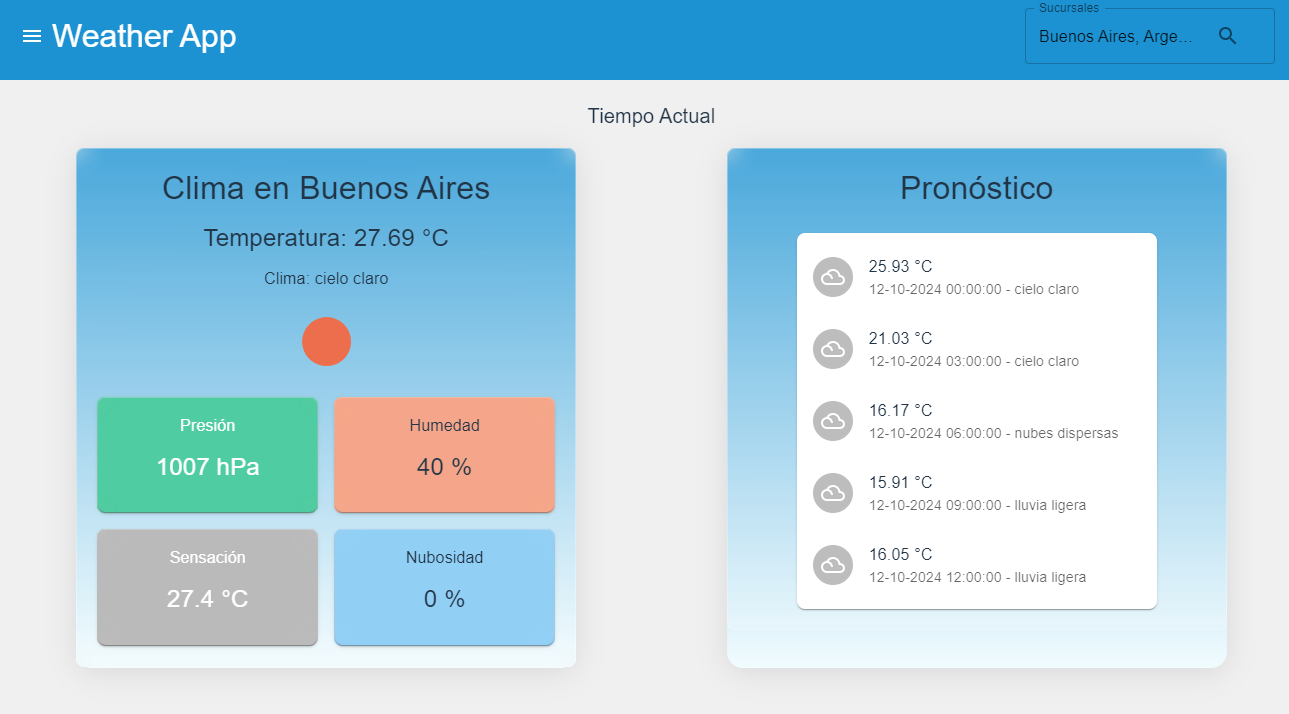 Weather App
Sucursales
Buenos Aires, Arge...
Tiempo Actual
Clima en Buenos Aires
Temperatura: 27.69 °C
Clima: cielo claro
Presión
1007 hPa
Humedad
40 %
Sensación
27.4 °C
Nubosidad
0 %
Pronóstico
25.93 °C
12-10-2024 00:00:00 - cielo claro
21.03 °C
12-10-2024 03:00:00 - cielo claro
16.17 °C
12-10-2024 06:00:00 - nubes dispersas
15.91 °C
12-10-2024 09:00:00 - lluvia ligera
16.05 °C
12-10-2024 12:00:00 - lluvia ligera